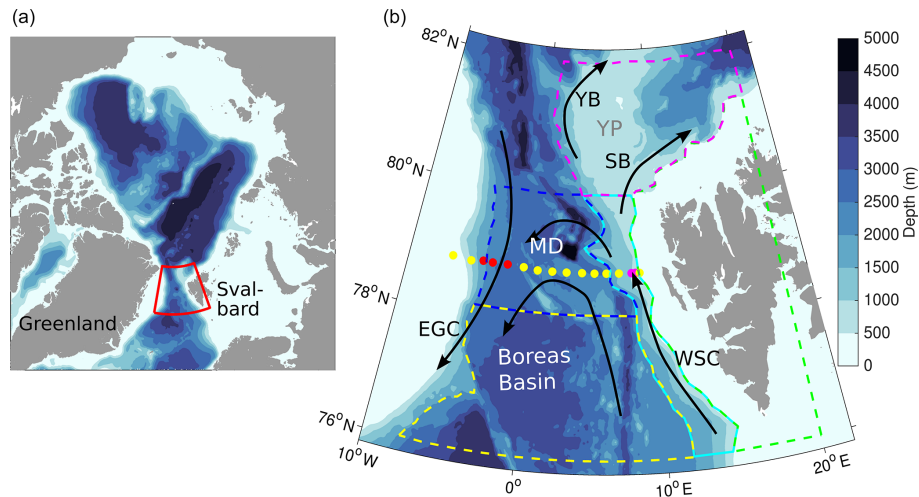 (a)
Greenland
Sval-
bard
(b)
82°N
80°N
78°N
76°N
10°W
0°
10°E
20°E
YB
YP
SB
MD
EGC
WSC
Boreas
Basin
5000
4500
4000
3500
3000
2500
2000
1500
1000
500
0
Depth (m)